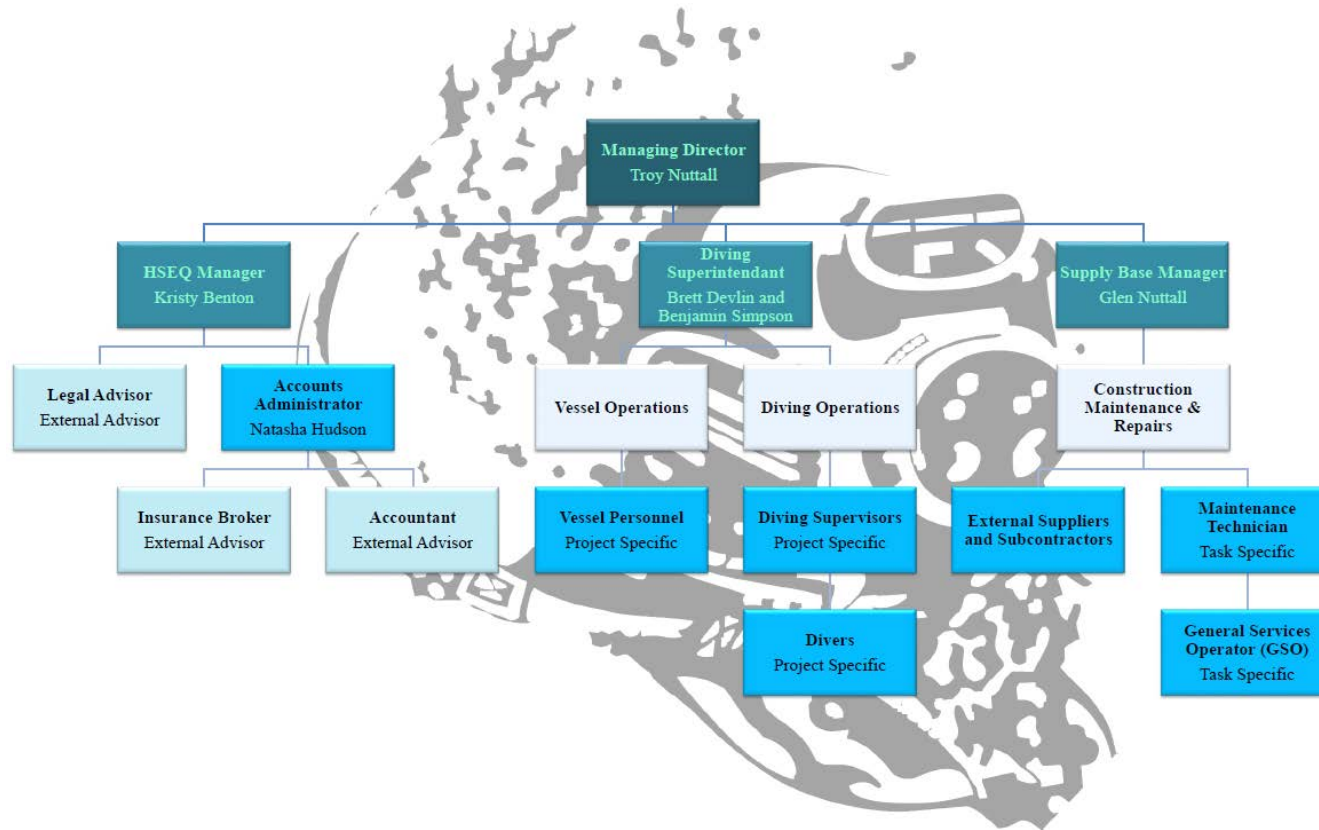 Managing Director
Troy Nuttall
HSEQ Manager
Kristy Benton
Diving
Superintendant
Brett Devlin and
Benjamin Simpson
Supply Base Manager
Glen Nuttall
Legal Advisor
External Advisor
Accounts
Administrator
Natasha Hudson
Vessel Operations
Diving Operations
Construction
Maintenance &
Repairs
Insurance Broker
External Advisor
Accountant
External Advisor
Vessel Personnel
Project Specific
Diving Supervisors
Project Specific
External Suppliers
and Subcontractors
Maintenance
Technician
Task Specific
Divers
Project Specific
General Services
Operator (GSO)
Task Specific